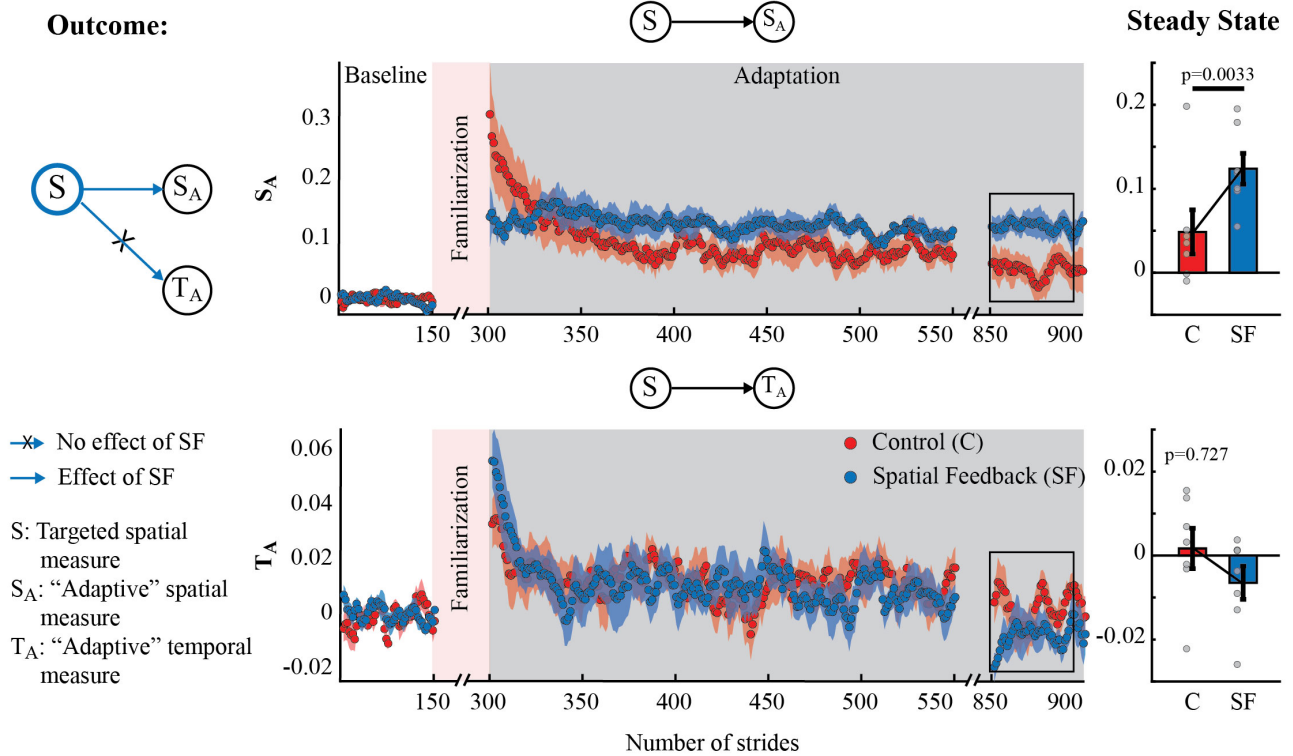 Outcome:
S → S_A
Steady State
Baseline
Familiarization
Adaptation
S_A
0.3
0.2
0.1
0
150
300
350
400
450
500
550
850
900
p=0.0033
0.2
0.1
0
C
SF
S
S_A
X
T_A
S → T_A
X No effect of SF
Effect of SF
S: Targeted spatial
measure
S_A: “Adaptive” spatial
measure
T_A: “Adaptive” temporal
measure
T_A
0.06
0.04
0.02
0
-0.02
Familiarization
Control (C)
Spatial Feedback (SF)
150
300
350
400
450
500
550
850
900
Number of strides
p=0.727
0.02
0
-0.02
C
SF